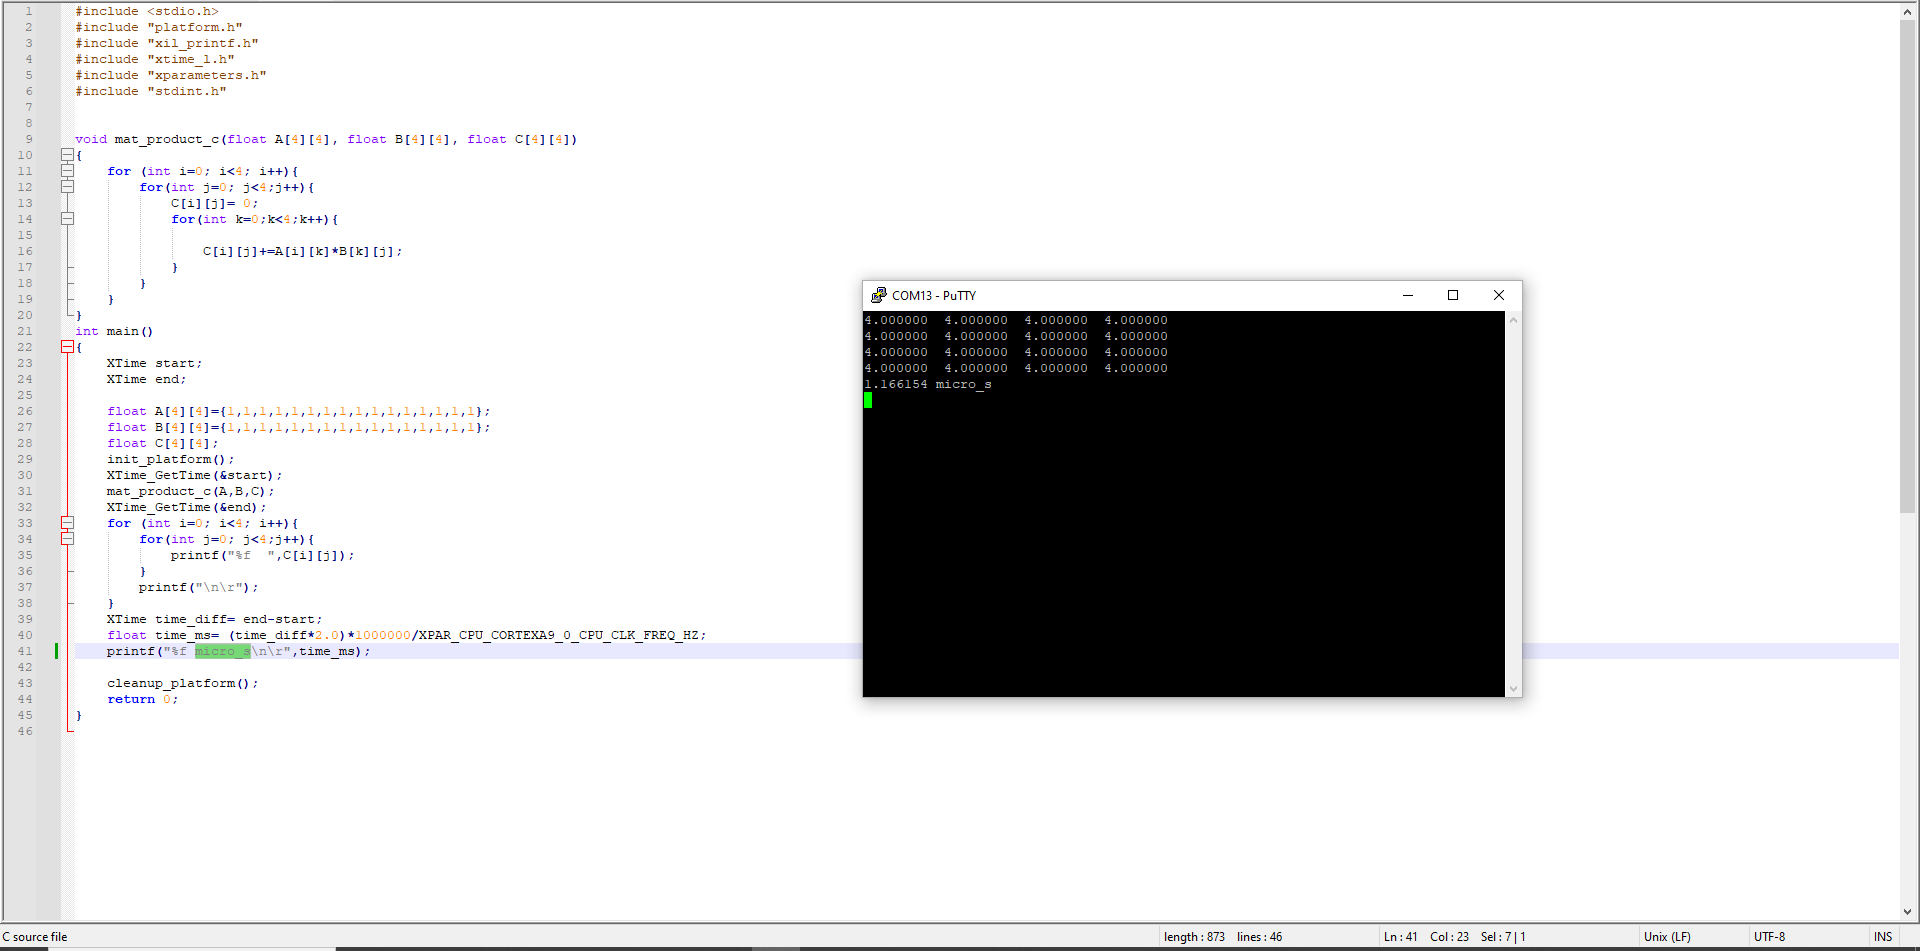 1 #include <stdio.h>
2 #include "platform.h"
3 #include "xil_printf.h"
4 #include "xtime_l.h"
5 #include "xparameters.h"
6 #include "stdint.h"
7
8
9 void mat_product_c(float A[4][4], float B[4][4], float C[4][4])
10 {
11 for (int i=0; i<4; i++){
12 for(int j=0; j<4;j++){
13 C[i][j]= 0;
14 for(int k=0;k<4;k++){
15
16 C[i][j]+=A[i][k]*B[k][j];
17 }
18 }
19 }
20 }
21 int main()
22 {
23 XTime start;
24 XTime end;
25
26 float A[4][4]={1,1,1,1,1,1,1,1,1,1,1,1,1,1,1,1};
27 float B[4][4]={1,1,1,1,1,1,1,1,1,1,1,1,1,1,1,1};
28 float C[4][4];
29 init_platform();
30 XTime_GetTime(&start);
31 mat_product_c(A,B,C);
32 XTime_GetTime(&end);
33 for (int i=0; i<4; i++){
34 for(int j=0; j<4;j++){
35 printf("%f  ",C[i][j]);
36 }
37 printf("\n\r");
38 }
39 XTime time_diff= end-start;
40 float time_ms= (time_diff*2.0)*1000000/XPAR_CPU_CORTEXA9_0_CPU_CLK_FREQ_HZ;
41 printf("%f micro_s\n\r",time_ms);
42
43 cleanup_platform();
44 return 0;
45 }
46
COM13 - PuTTY
4.000000 4.000000 4.000000 4.000000
4.000000 4.000000 4.000000 4.000000
4.000000 4.000000 4.000000 4.000000
4.000000 4.000000 4.000000 4.000000
1.166154 micro_s
C source file length : 873 lines : 46 Ln : 41 Col : 23 Sel : 7 | 1 Unix (LF) UTF-8 INS